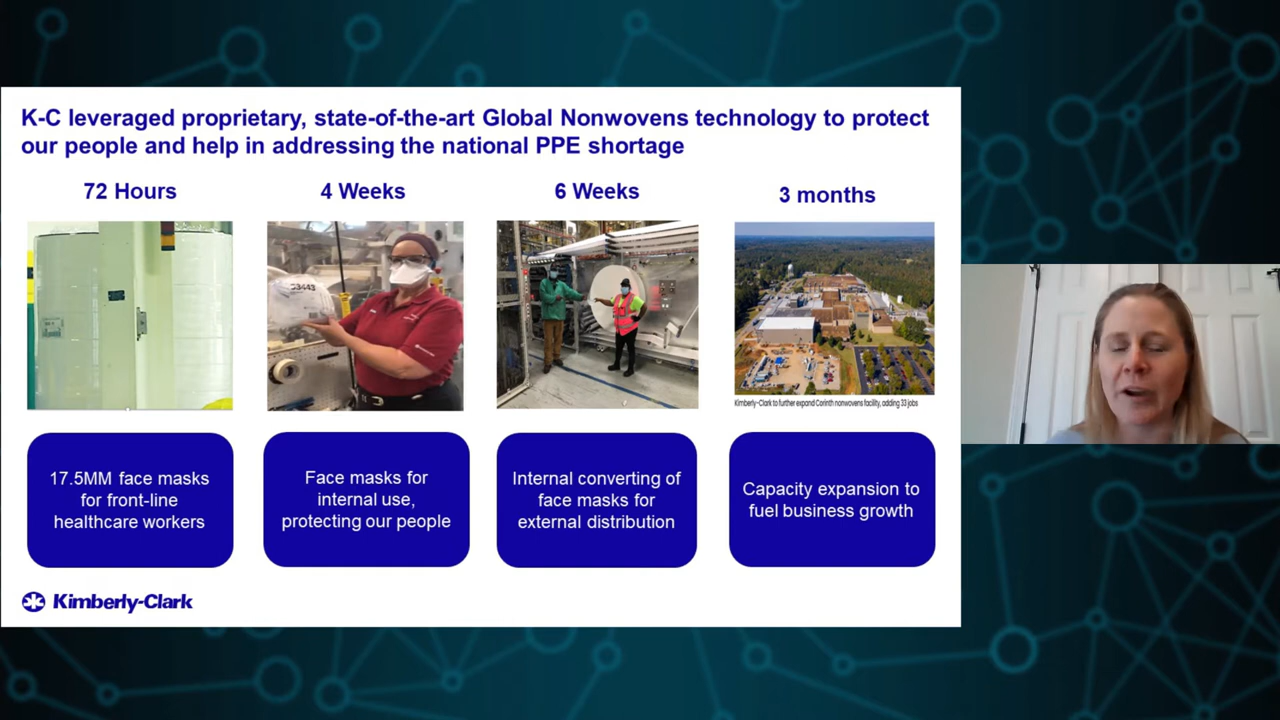 K-C leveraged proprietary, state-of-the-art Global Nonwovens technology to protect
our people and help in addressing the national PPE shortage
72 Hours
4 Weeks
6 Weeks
3 months
3443
Kimberly-Clark to further expand Corinth nonwovens facility, adding 33 jobs
17.5MM face masks
for front-line
healthcare workers
Face masks for
internal use,
protecting our people
Internal converting of
face masks for
external distribution
Capacity expansion to
fuel business growth
Kimberly-Clark